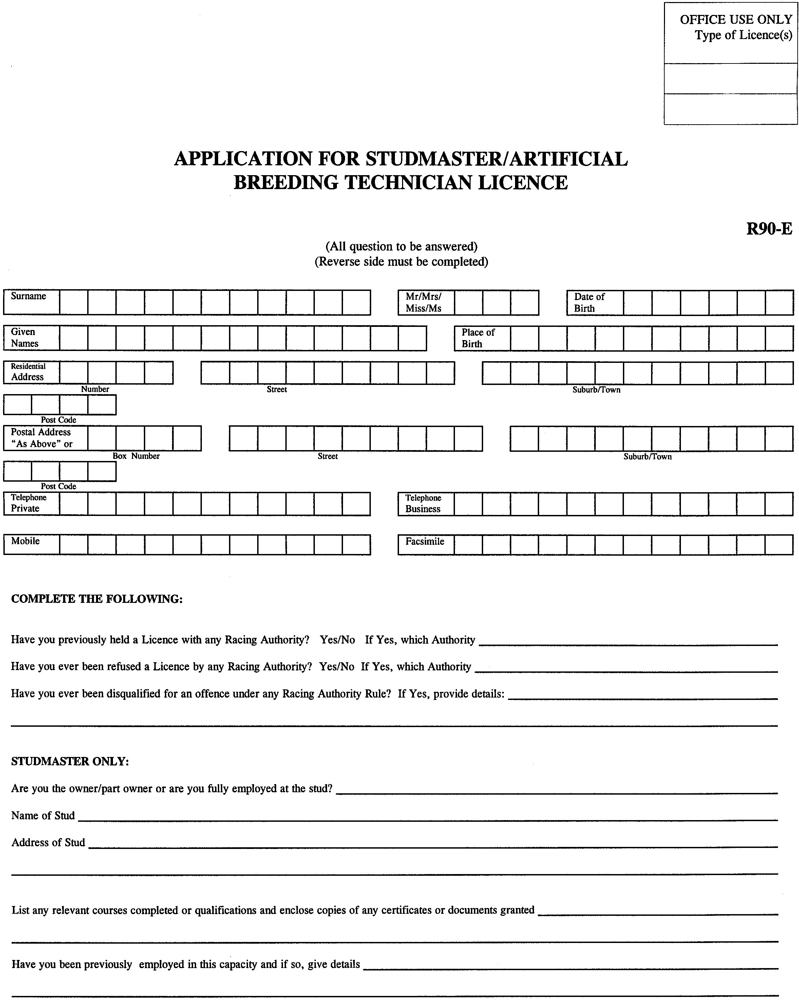 OFFICE USE ONLY
Type of Licence(s)
APPLICATION FOR STUDMASTER/ARTIFICIAL
BREEDING TECHNICIAN LICENCE
R90-E
(All question to be answered)
(Reverse side must be completed)
Surname Mr/Mrs/ Date of
Miss/Ms Birth
Given Place of
Names Birth
Residential
Address
Number Street Suburb/Town
Post Code
Postal Address
“As Above” or
Box Number Street Suburb/Town
Post Code
Telephone Telephone
Private Business
Mobile Facsimile
COMPLETE THE FOLLOWING:
Have you previously held a Licence with any Racing Authority? Yes/No If Yes, which Authority
Have you ever been refused a Licence by any Racing Authority? Yes/No If Yes, which Authority
Have you ever been disqualified for an offence under any Racing Authority Rule? If Yes, provide details:
STUDMASTER ONLY:
Are you the owner/part owner or are you fully employed at the stud?
Name of Stud
Address of Stud
List any relevant courses completed or qualifications and enclose copies of any certificates or documents granted
Have you been previously employed in this capacity and if so, give details